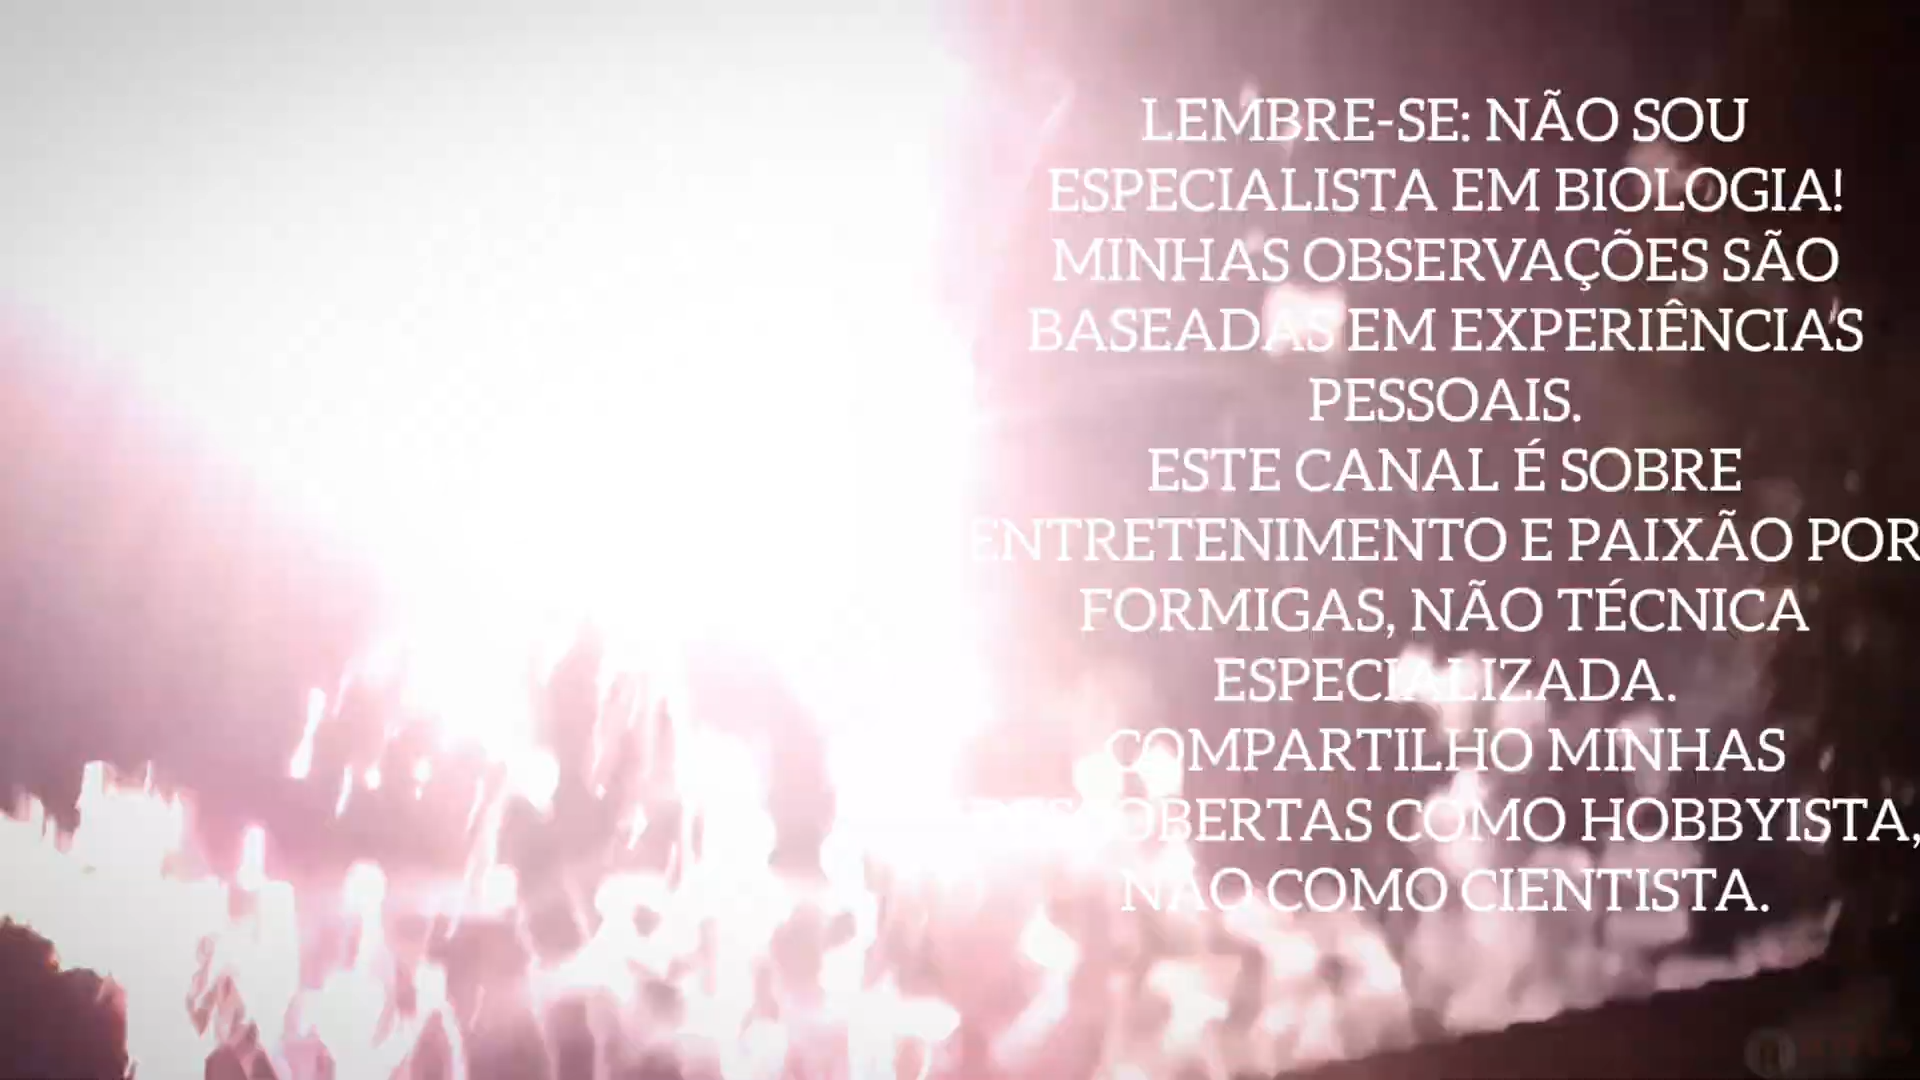 LEMBRE-SE: NÃO SOU
ESPECIALISTA EM BIOLOGIA!
MINHAS OBSERVAÇÕES SÃO
BASEADAS EM EXPERIÊNCIAS
PESSOAIS.
ESTE CANAL É SOBRE
ENTRETENIMENTO E PAIXÃO POR
FORMIGAS, NÃO TÉCNICA
ESPECIALIZADA.
COMPARTILHO MINHAS
DESCOBERTAS COMO HOBBYISTA,
NÃO COMO CIENTISTA.